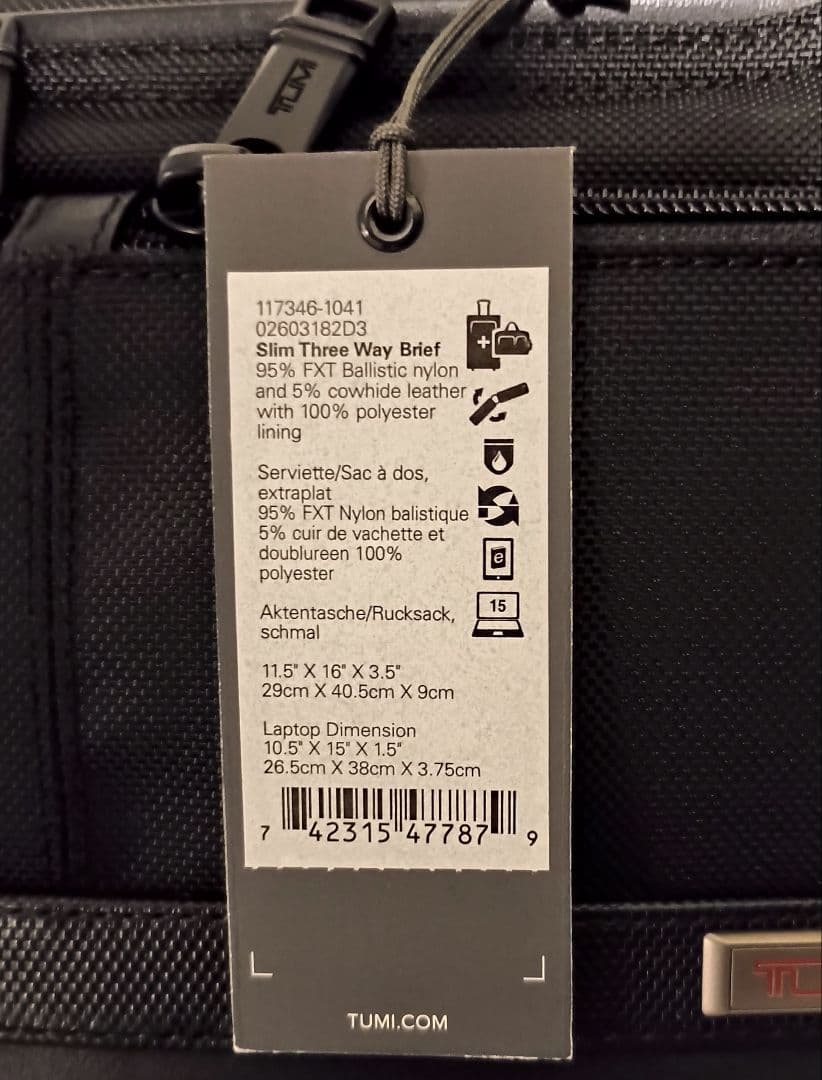 TUMI
117346-1041
02603182D3
Slim Three Way Brief
95% FXT Ballistic nylon
and 5% cowhide leather
with 100% polyester
lining
Serviette/Sac à dos,
extraplat
95% FXT Nylon balistique
5% cuir de vachette et
doublureen 100%
polyester
e
15
Aktentasche/Rucksack,
schmal
11.5" X 16" X 3.5"
29cm X 40.5cm X 9cm
Laptop Dimension
10.5" X 15" X 1.5"
26.5cm X 38cm X 3.75cm
7 42315 47787 9
TUMI.COM